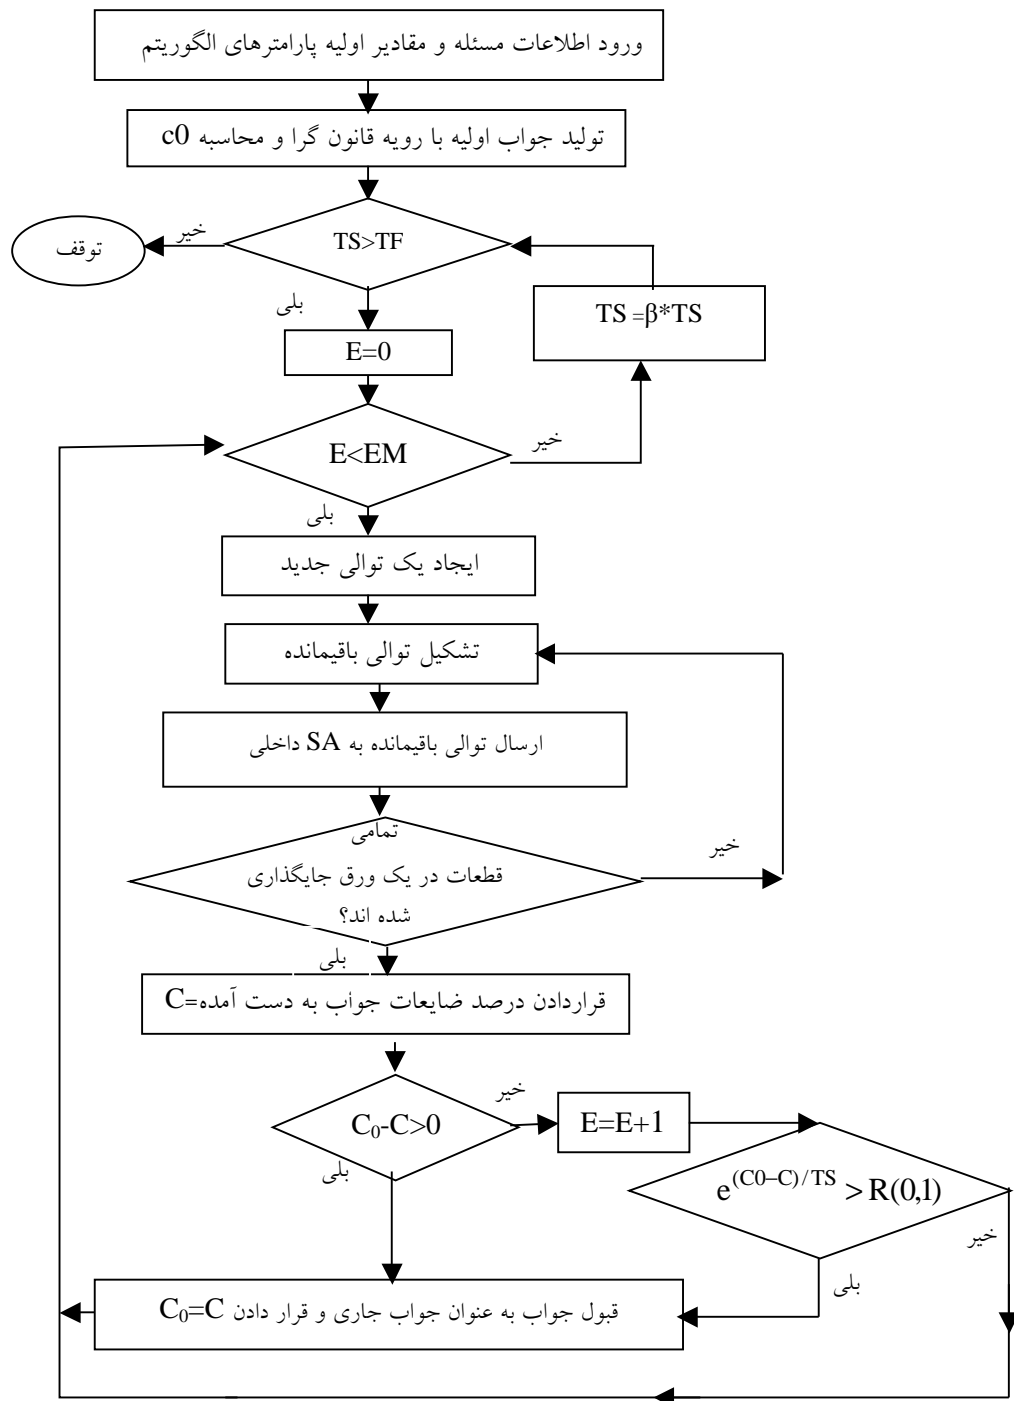 ورود اطلاعات مسئله و مقادیر اولیه پارامترهای الگوریتم
تولید جواب اولیه با رویه قانون گرا و محاسبه c0
TS>TF
خیر
توقف
بلی
TS =β*TS
E=0
E<EM
خیر
بلی
ایجاد یک توالی جدید
تشکیل توالی باقیمانده
ارسال توالی باقیمانده به SA داخلی
تمامی
قطعات در یک ورق جایگذاری
شده اند؟
خیر
بلی
قراردادن درصد ضایعات جواب به دست آمده=C
C₀-C>0
خیر
بلی
E=E+1
e^(C0–C)/TS > R(0,1)
خیر
بلی
قبول جواب به عنوان جواب جاری و قرار دادن C₀=C